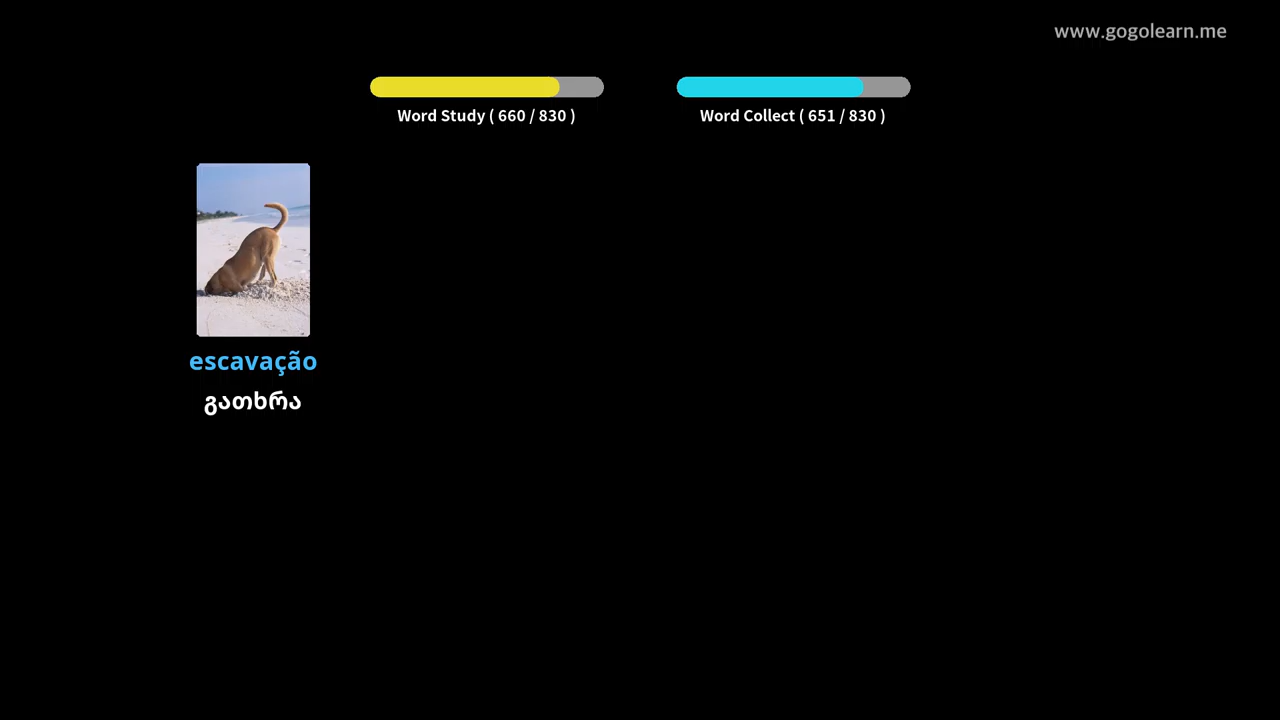 www.gogolearn.me
Word Study ( 660 / 830 )
Word Collect ( 651 / 830 )
escavação
გათხრა